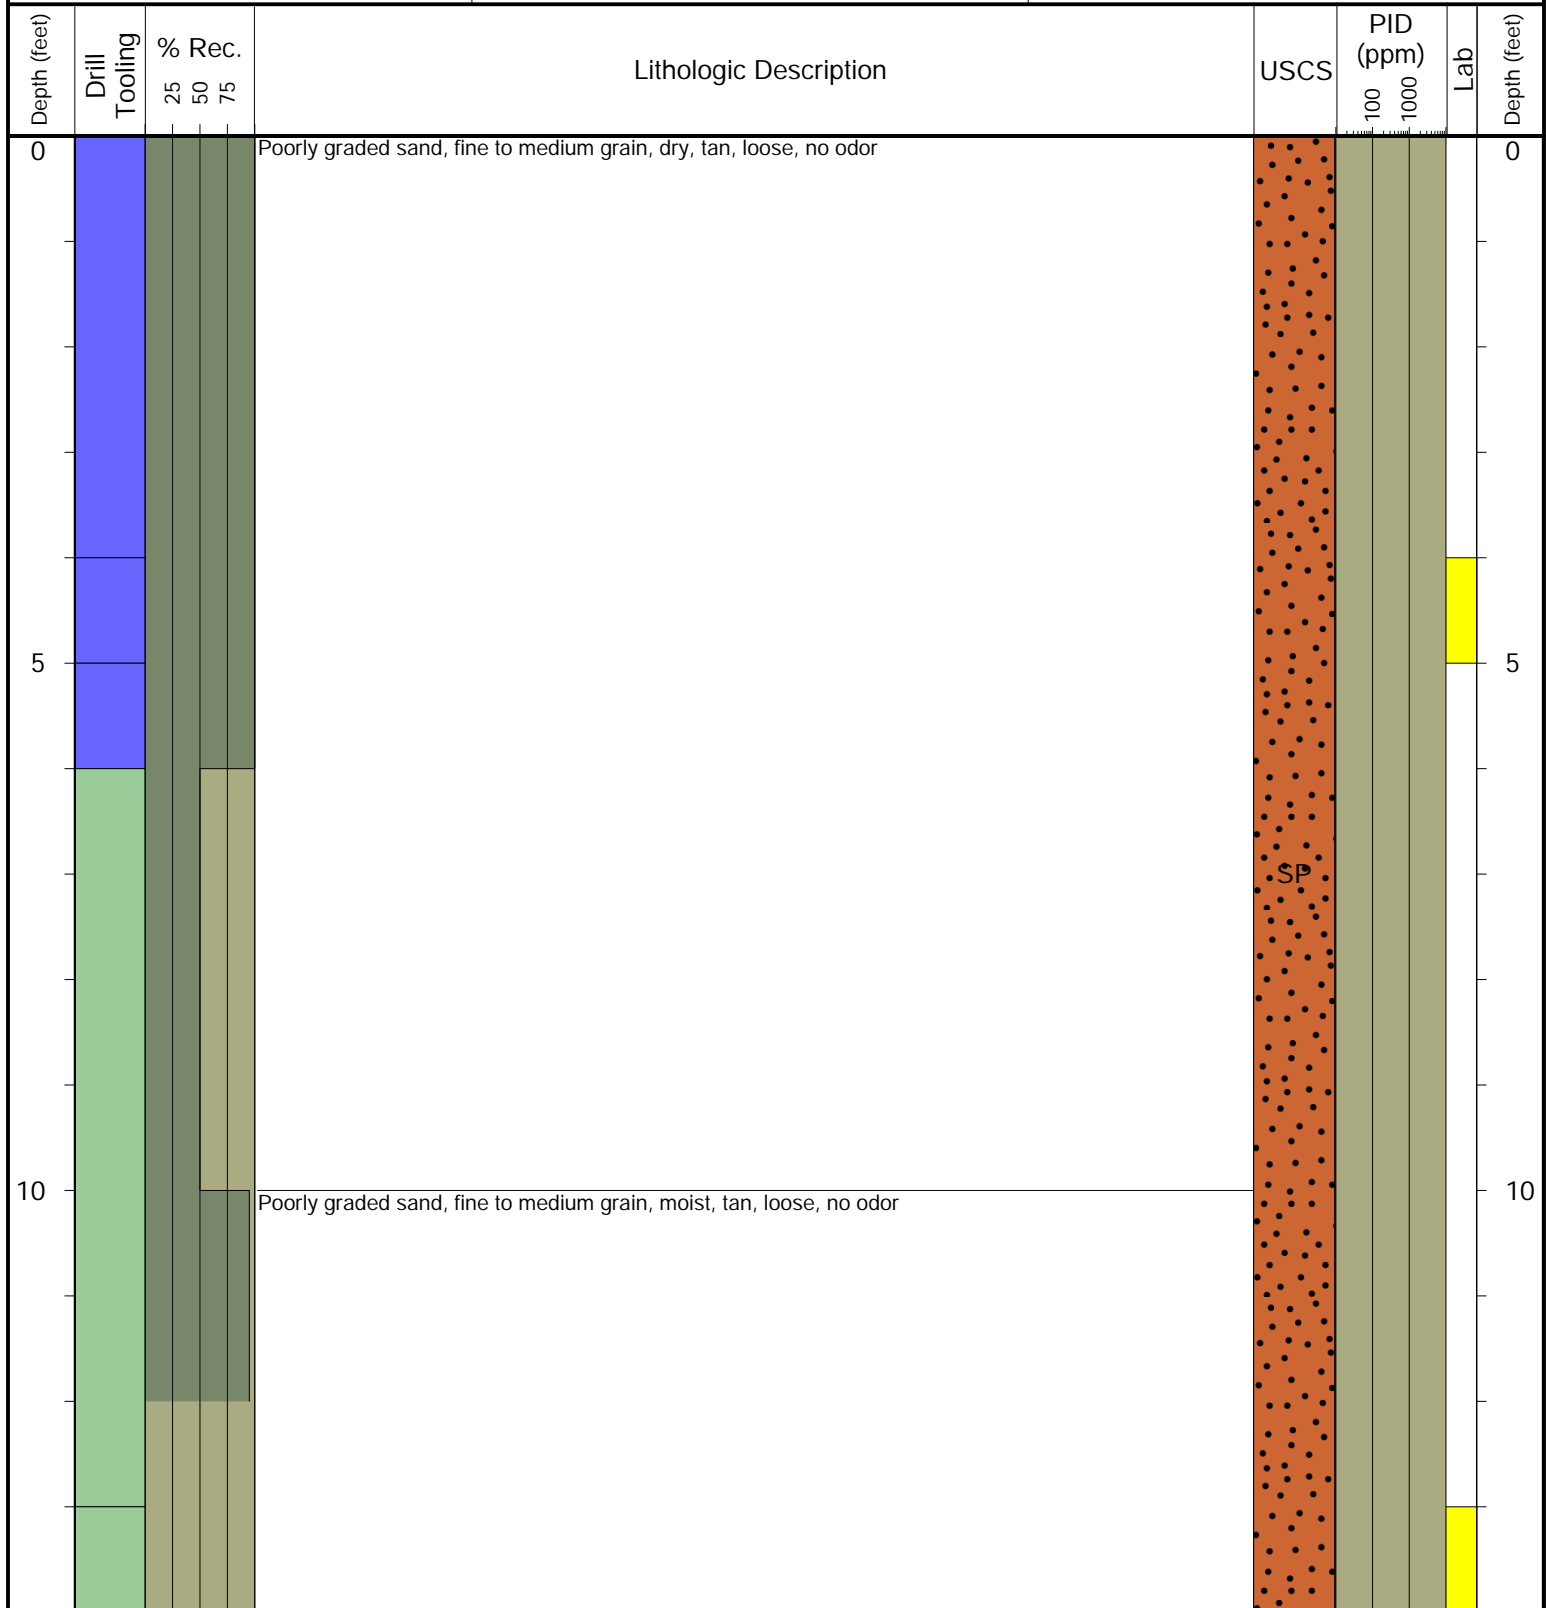 Depth (feet)
Drill
Tooling
% Rec.
25
50
75
Lithologic Description
USCS
PID
(ppm)
100
1000
Lab
Depth (feet)
0
Poorly graded sand, fine to medium grain, dry, tan, loose, no odor
0
5
5
SP
10
Poorly graded sand, fine to medium grain, moist, tan, loose, no odor
10